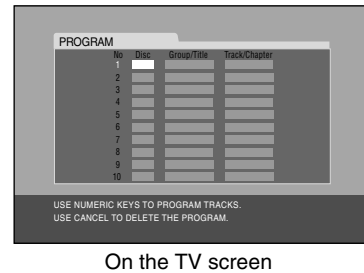 PROGRAM
No Disc Group/Title Track/Chapter
1
2
3
4
5
6
7
8
9
10
USE NUMERIC KEYS TO PROGRAM TRACKS.
USE CANCEL TO DELETE THE PROGRAM.
On the TV screen